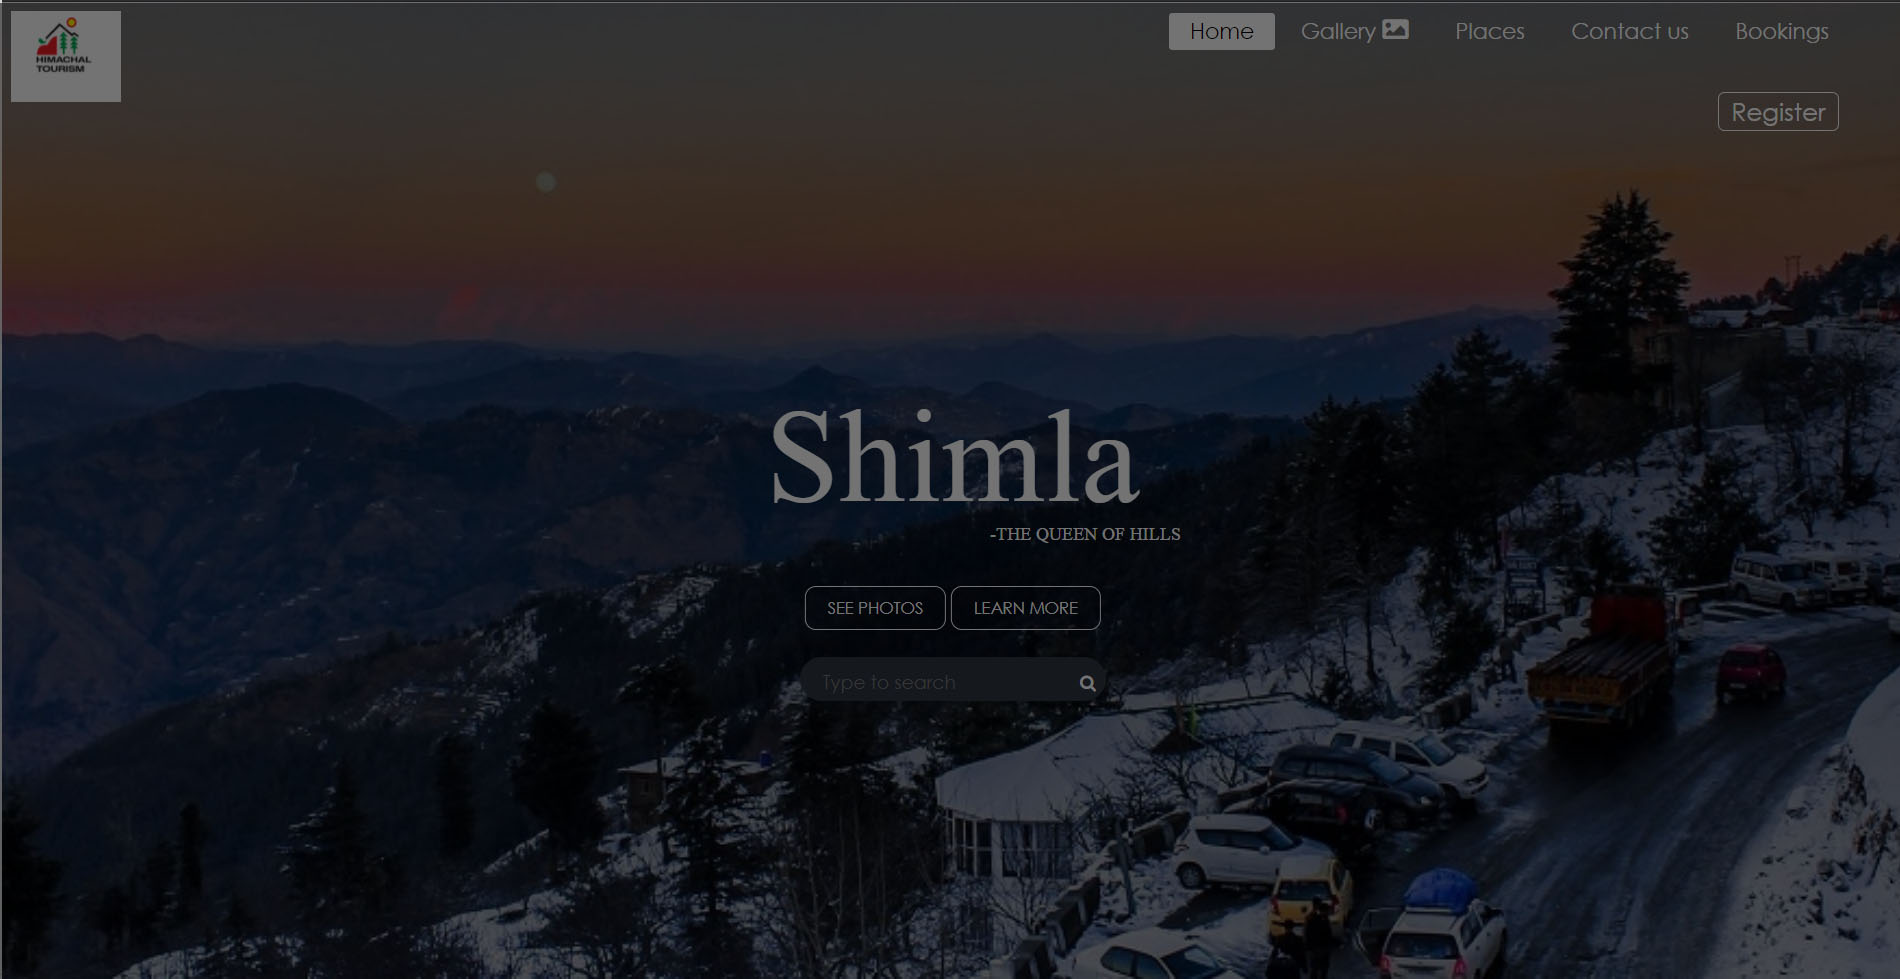 HIMACHAL
TOURISM
Home
Gallery
Places
Contact us
Bookings
Register
Shimla
-THE QUEEN OF HILLS
SEE PHOTOS
LEARN MORE
Type to search